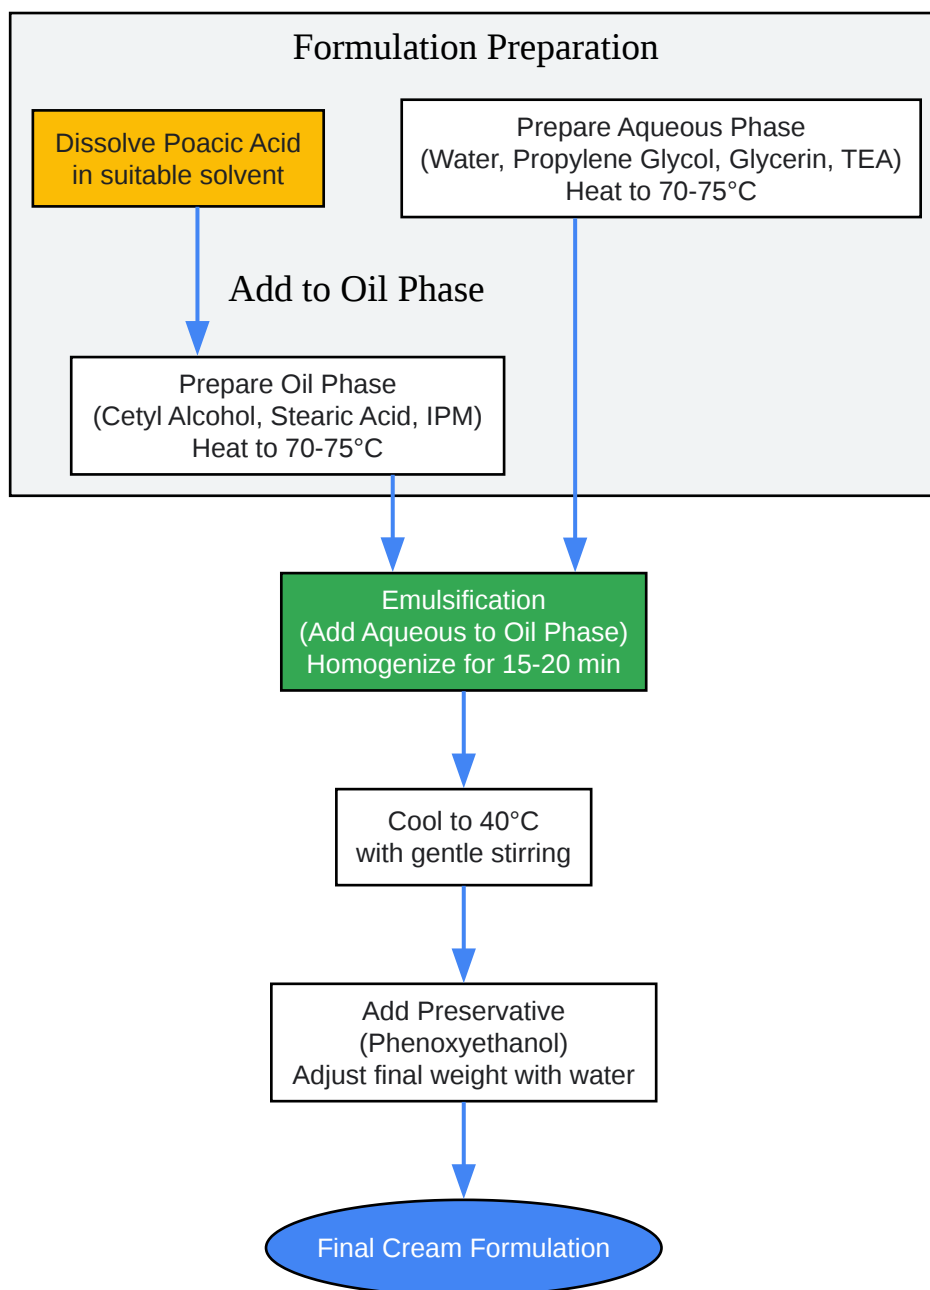 Formulation Preparation
Dissolve Poacic Acid
in suitable solvent
Prepare Aqueous Phase
(Water, Propylene Glycol, Glycerin, TEA)
Heat to 70-75°C
Add to Oil Phase
Prepare Oil Phase
(Cetyl Alcohol, Stearic Acid, IPM)
Heat to 70-75°C
Emulsification
(Add Aqueous to Oil Phase)
Homogenize for 15-20 min
Cool to 40°C
with gentle stirring
Add Preservative
(Phenoxyethanol)
Adjust final weight with water
Final Cream Formulation